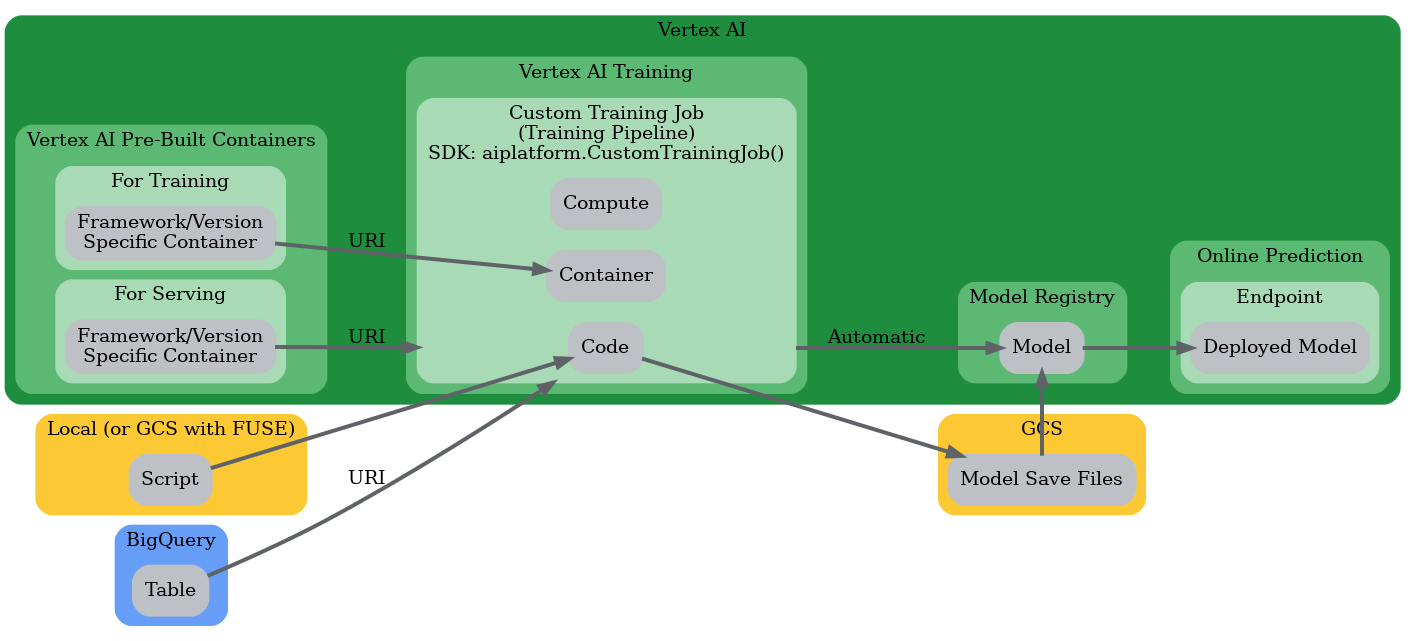 Vertex AI
Vertex AI Pre-Built Containers
For Training
Framework/Version
Specific Container
For Serving
Framework/Version
Specific Container
URI
URI
Vertex AI Training
Custom Training Job
(Training Pipeline)
SDK: aiplatform.CustomTrainingJob()
Compute
Container
Code
Automatic
Model Registry
Model
Online Prediction
Endpoint
Deployed Model
Local (or GCS with FUSE)
Script
URI
GCS
Model Save Files
BigQuery
Table